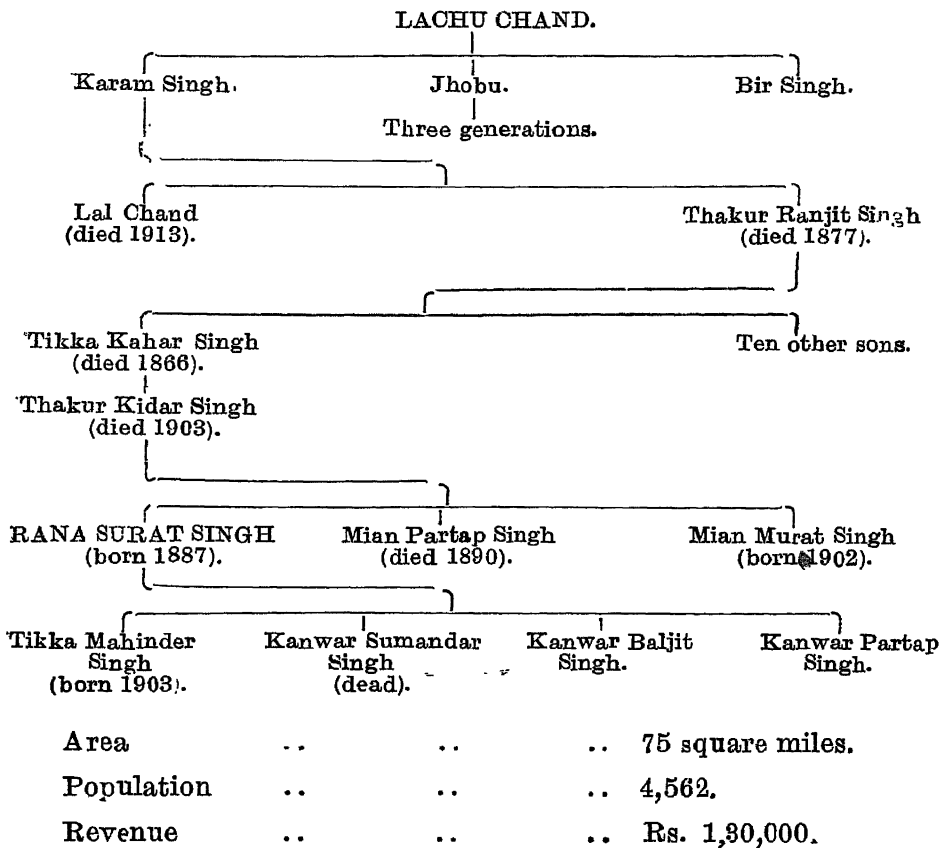 LACHU CHAND.
Karam Singh. Jhobu. Bir Singh.
Three generations.
Lal Chand Thakur Ranjit Singh
(died 1913). (died 1877).
Tikka Kahar Singh Ten other sons.
(died 1866).
Thakur Kidar Singh
(died 1903).
RANA SURAT SINGH Mian Partap Singh Mian Murat Singh
(born 1887). (died 1890). (born 1902).
Tikka Mahinder Kanwar Sumandar Kanwar Baljit Kanwar Partap
Singh Singh Singh. Singh.
(born 1903). (dead).
Area .. .. .. 75 square miles.
Population .. .. .. 4,562.
Revenue .. .. .. Rs. 1,30,000.